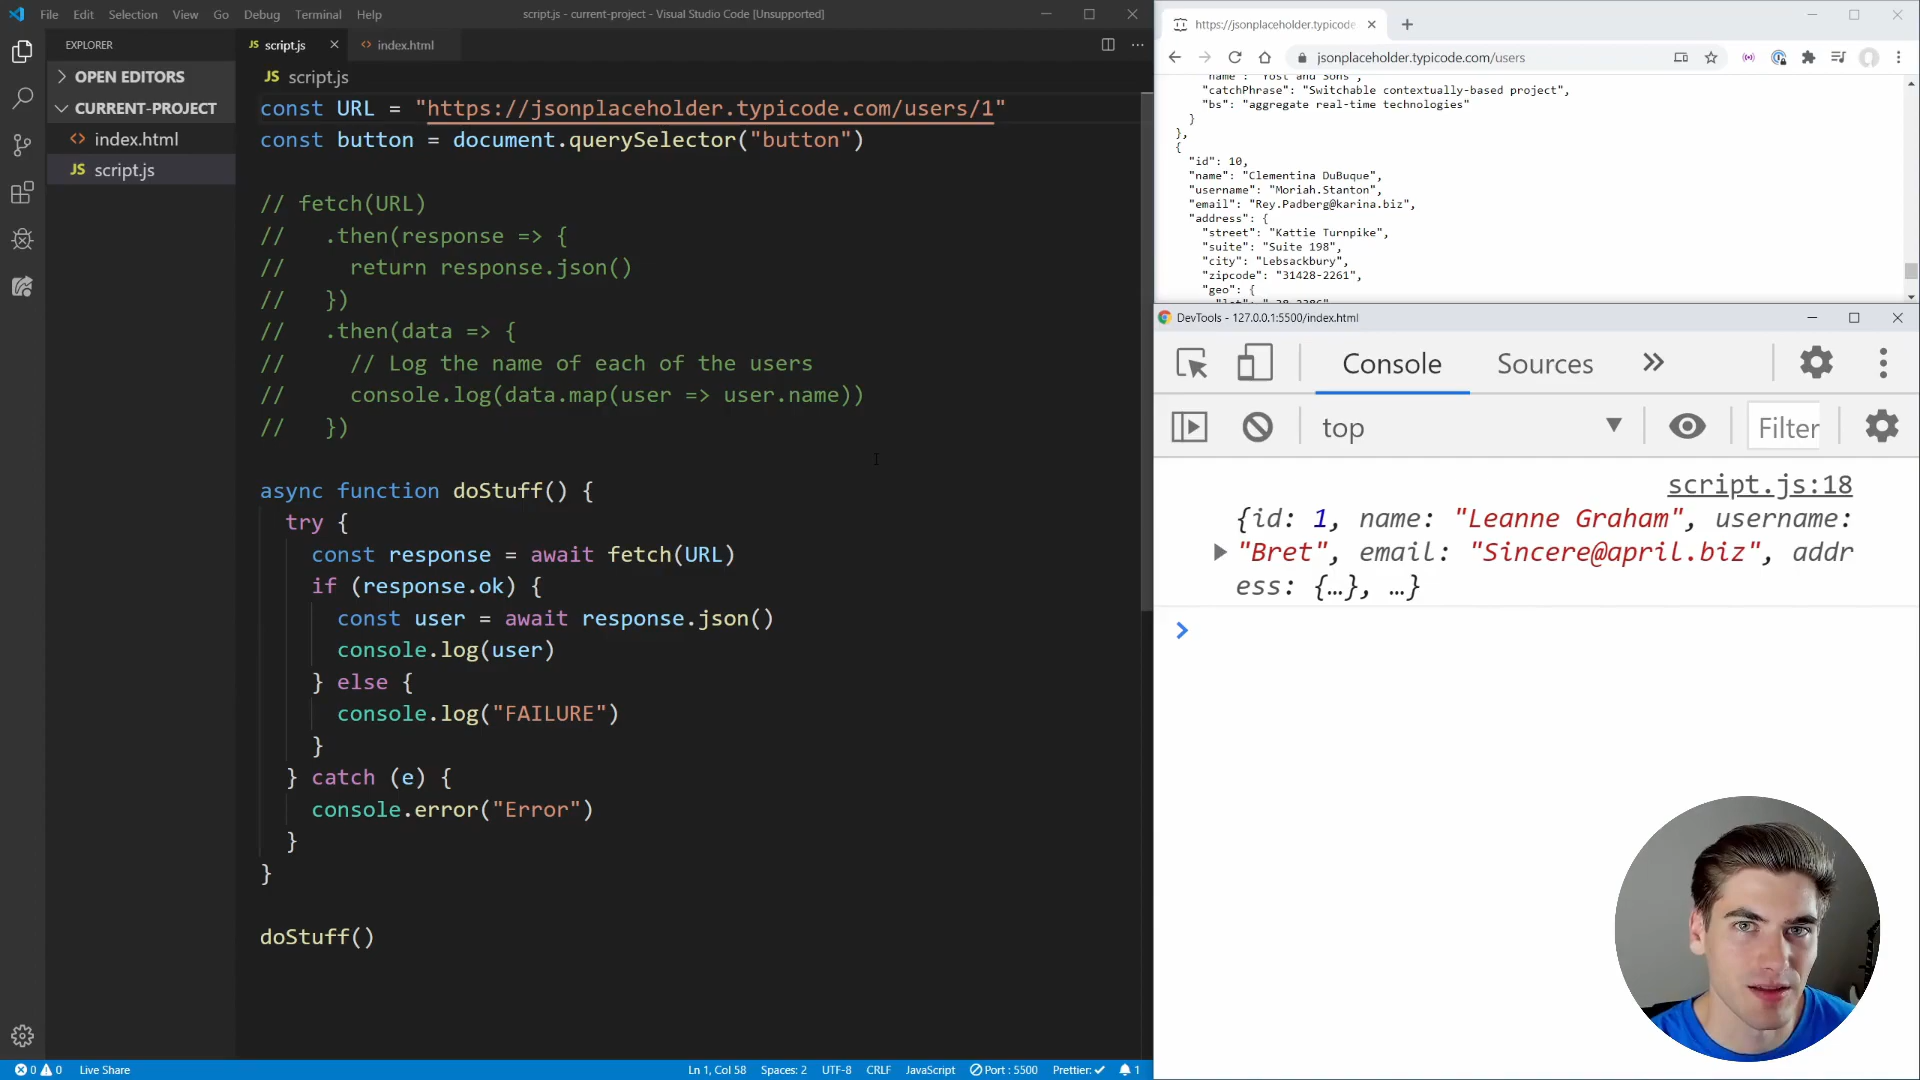 File Edit Selection View Go Debug Terminal Help
script.js - current-project - Visual Studio Code [Unsupported]
EXPLORER
OPEN EDITORS
CURRENT-PROJECT
index.html
JS script.js
JS script.js
index.html
JS script.js
const URL = "https://jsonplaceholder.typicode.com/users/1"
const button = document.querySelector("button")
// fetch(URL)
//   .then(response => {
//     return response.json()
//   })
//   .then(data => {
//     // Log the name of each of the users
//     console.log(data.map(user => user.name))
//   })
async function doStuff() {
try {
const response = await fetch(URL)
if (response.ok) {
const user = await response.json()
console.log(user)
} else {
console.log("FAILURE")
}
} catch (e) {
console.error("Error")
}
}
doStuff()
0 0 Live Share
Ln 1, Col 58 Spaces: 2 UTF-8 CRLF JavaScript Port : 5500 Prettier: 1
https://jsonplaceholder.typicode
jsonplaceholder.typicode.com/users
"name": "Yost and Sons",
"catchPhrase": "Switchable contextually-based project",
"bs": "aggregate real-time technologies"
}
},
{
"id": 10,
"name": "Clementina DuBuque",
"username": "Moriah.Stanton",
"email": "Rey.Padberg@karina.biz",
"address": {
"street": "Kattie Turnpike",
"suite": "Suite 198",
"city": "Lebsackbury",
"zipcode": "31428-2261",
"geo": {
DevTools - 127.0.0.1:5500/index.html
Console Sources
top Filter
script.js:18
{id: 1, name: "Leanne Graham", username:
"Bret", email: "Sincere@april.biz", addr
ess: {…}, …}